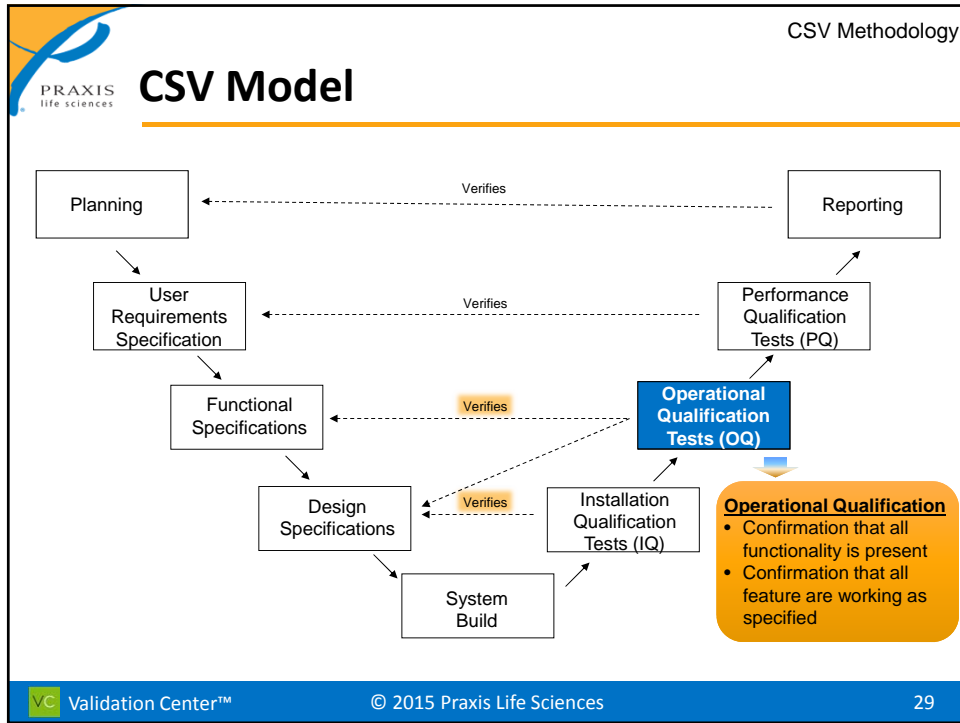 CSV Methodology
PRAXIS
life sciences
CSV Model
Planning
Verifies
Reporting
User
Requirements
Specification
Verifies
Performance
Qualification
Tests (PQ)
Functional
Specifications
Verifies
Operational
Qualification
Tests (OQ)
Design
Specifications
Verifies
Installation
Qualification
Tests (IQ)
Operational Qualification
• Confirmation that all
functionality is present
• Confirmation that all
feature are working as
specified
System
Build
VC Validation Center™
© 2015 Praxis Life Sciences
29